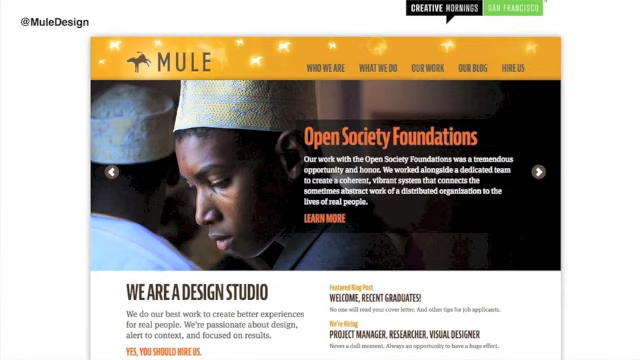 CREATIVE MORNINGS SAN FRANCISCO
@MuleDesign
MULE
WHO WE ARE WHAT WE DO OUR WORK OUR BLOG HIRE US
Open Society Foundations
Our work with the Open Society Foundations was a tremendous
opportunity and honor. We worked alongside a dedicated team
to create a coherent, vibrant system that connects the
sometimes abstract work of a distributed organization to the
lives of real people.
LEARN MORE
WE ARE A DESIGN STUDIO
We do our best work to create better experiences
for real people. We're passionate about design,
alert to context, and focused on results.
YES, YOU SHOULD HIRE US.
Featured Blog Post
WELCOME, RECENT GRADUATES!
No one will read your cover letter. And other tips for job applicants.
We're Hiring
PROJECT MANAGER, RESEARCHER, VISUAL DESIGNER
Never a dull moment. Always an opportunity to have a huge effect.